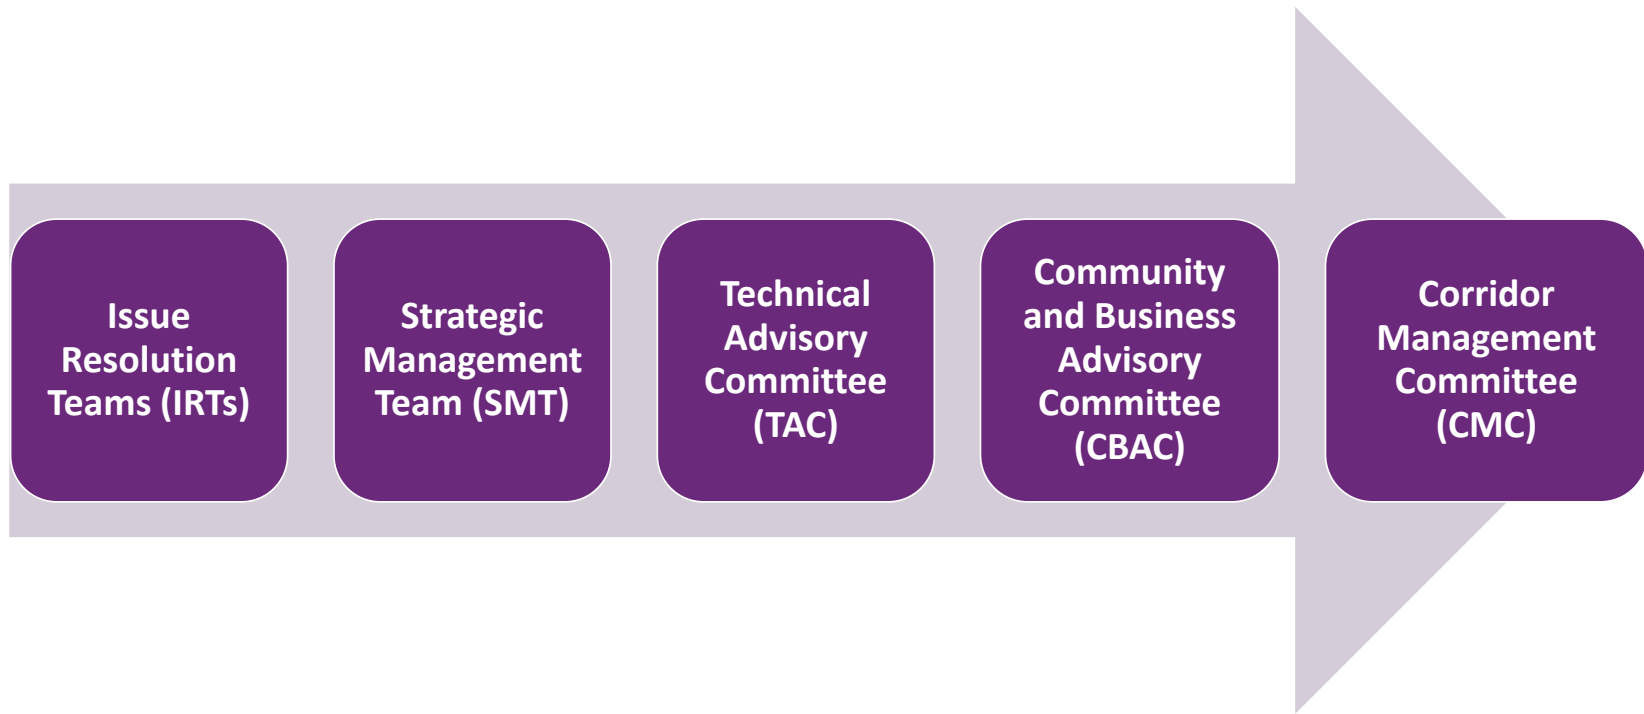 Issue
Resolution
Teams (IRTs)
Strategic
Management
Team (SMT)
Technical
Advisory
Committee
(TAC)
Community
and Business
Advisory
Committee
(CBAC)
Corridor
Management
Committee
(CMC)